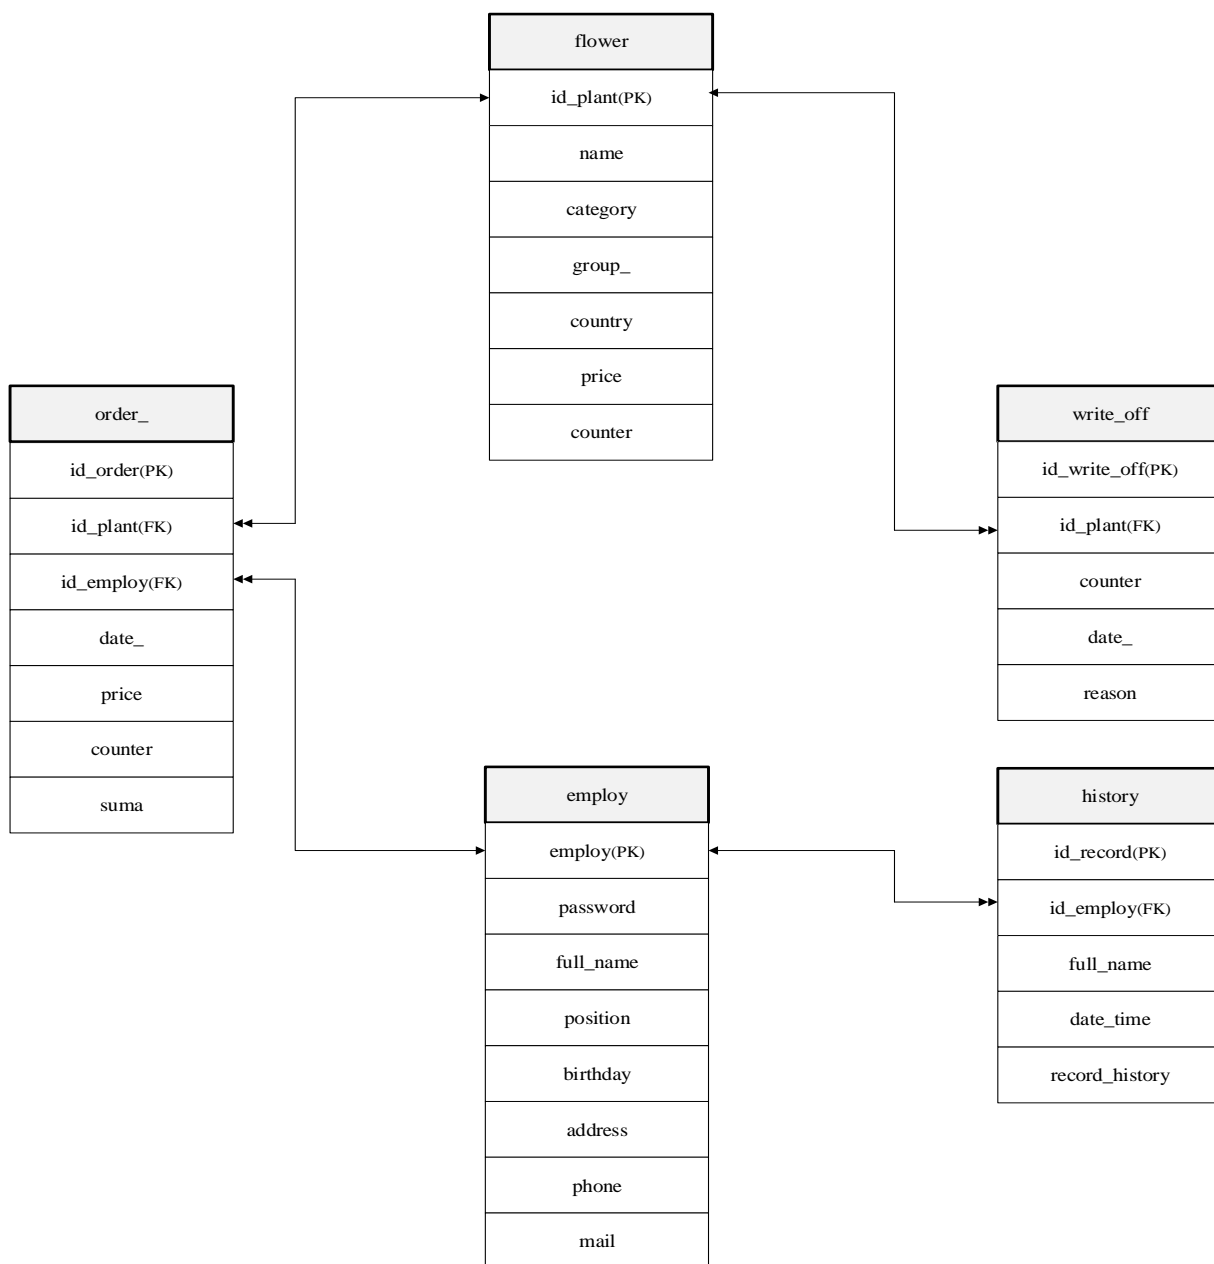 flower
id_plant(PK)
name
category
group_
country
price
counter
order_
id_order(PK)
id_plant(FK)
id_employ(FK)
date_
price
counter
suma
write_off
id_write_off(PK)
id_plant(FK)
counter
date_
reason
employ
employ(PK)
password
full_name
position
birthday
address
phone
mail
history
id_record(PK)
id_employ(FK)
full_name
date_time
record_history